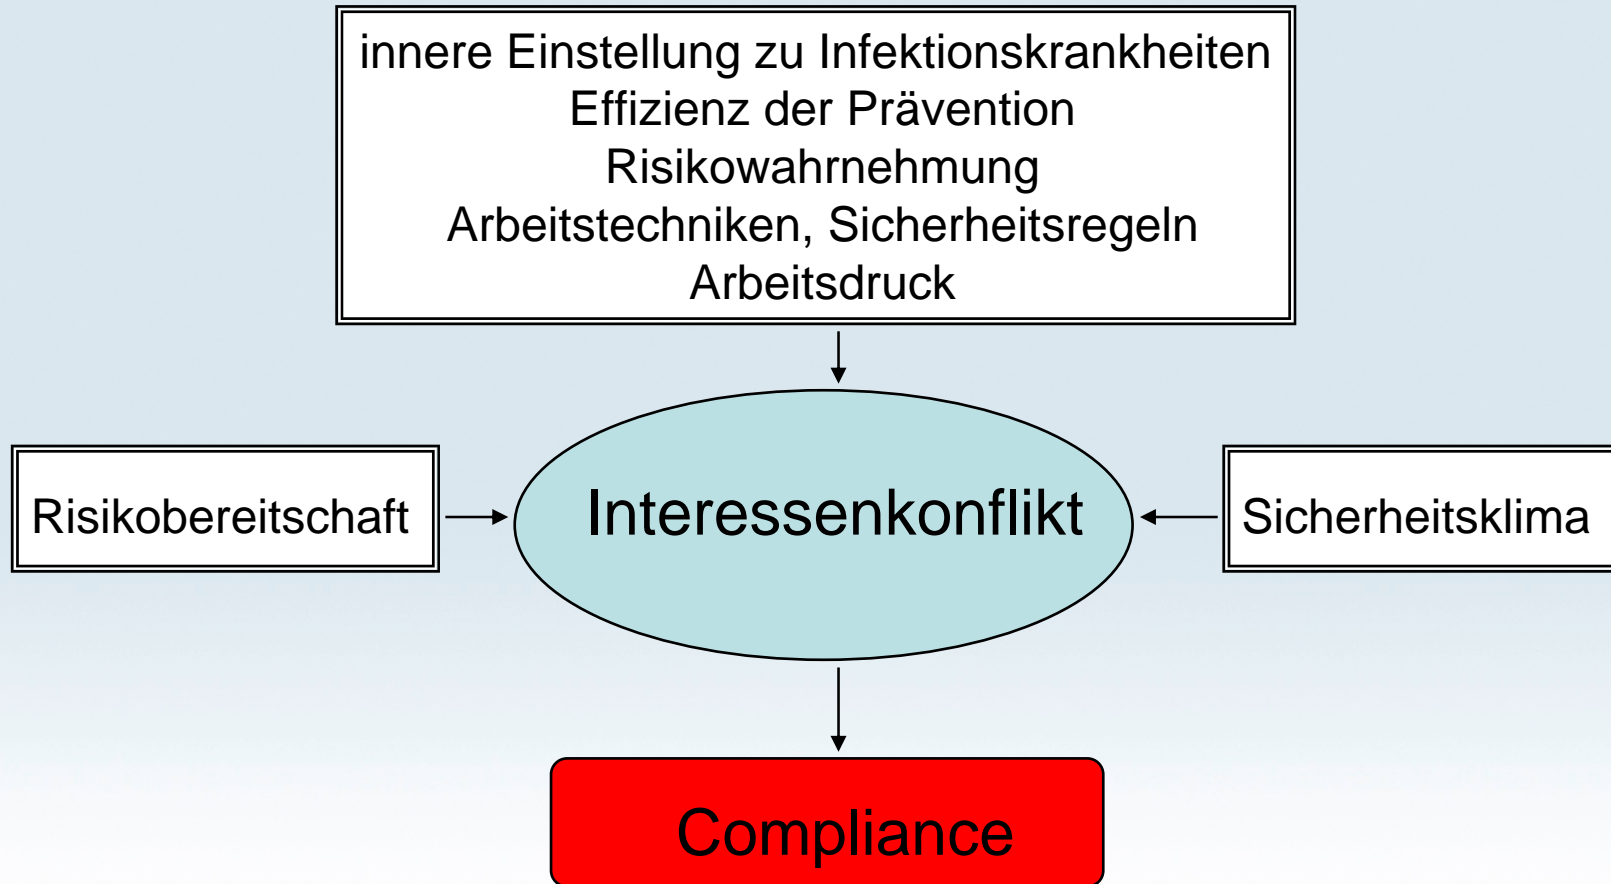 innere Einstellung zu Infektionskrankheiten
Effizienz der Prävention
Risikowahrnehmung
Arbeitstechniken, Sicherheitsregeln
Arbeitsdruck
Risikobereitschaft
Interessenkonflikt
Sicherheitsklima
Compliance